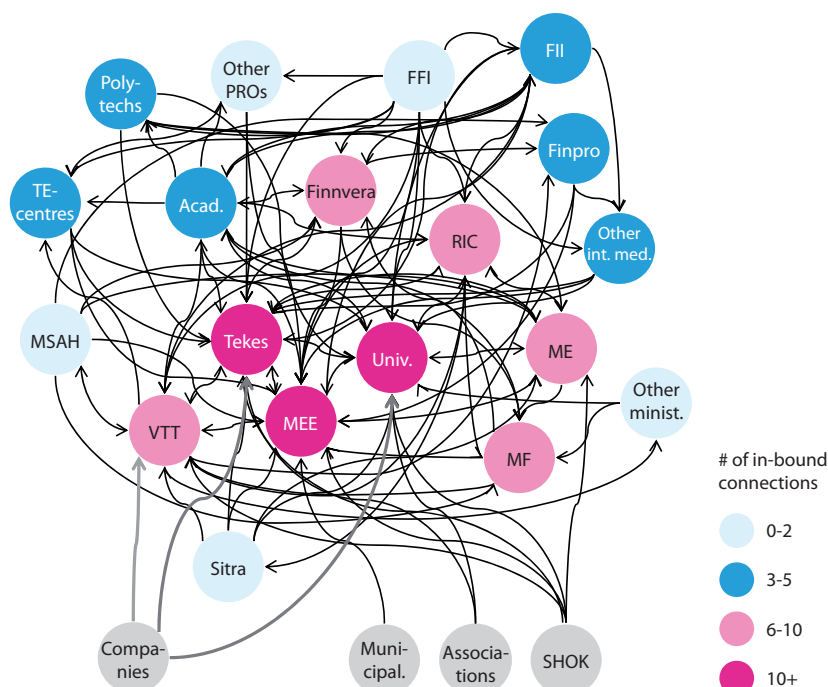 Other
PROs
FFI
FII
Poly-
techs
Finpro
TE-
centres
Acad.
Finnvera
RIC
Other
int. med.
MSAH
Tekes
Univ.
ME
Other
minist.
VTT
MEE
MF
Sitra
# of in-bound
connections
0-2
3-5
6-10
10+
Compa-
nies
Muni-
cipal.
Associa-
tions
SHOK